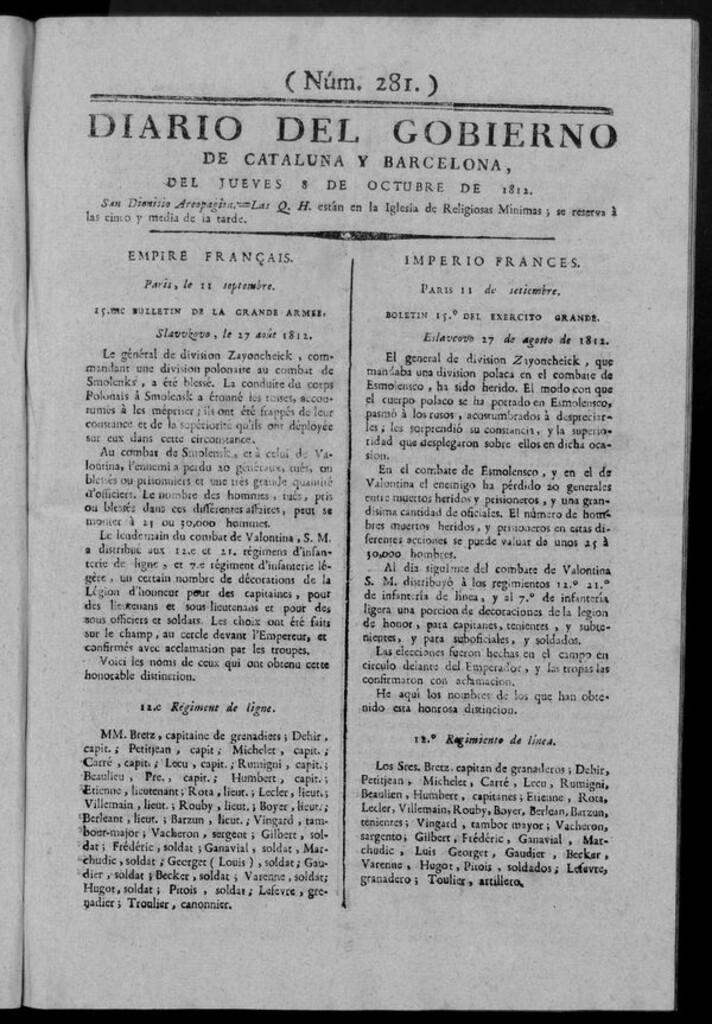 ( Núm. 281. )
DIARIO DEL GOBIERNO
DE CATALUNA Y BARCELONA,
DEL JUEVES 8 DE OCTUBRE DE 1812.
San Dionisio Areopagita.=Las Q. H. están en la Iglesia de Religiosas Mínimas ; se reserva à
las cinco y media de la tarde.
EMPIRE FRANÇAIS.
Paris, le 11 septembre.
15.me BULLETIN DE LA GRANDE ARMÉE.
Slavvkovo, le 27 août 1812.
Le général de division Zayoncheick , com-
mandant une division polonaise au combat de
Smolenks , a été blessé. La conduite du corps
Polonais à Smolensk a étonné les russes, accou-
tumés à les mépriser ; ils ont été frappés de leur
constance et de la supériorité qu'ils ont déployée
sur eux dans cette circonstance.
Au combat de Smolensk, et à celui de Va-
lontina, l'ennemi a perdu 20 généraux, tués, ou
blessés ou prisonniers et une très grande quantité
d'officiers. Le nombre des hommes , tués, pris
ou blessés dans ces différentes affaires, peut se
monter à 25 ou 30,000 hommes.
Le lendemain du combat de Valontina , S. M.
a distribué aux 12.e et 21. régimens d'infan-
terie de ligne , et 7.e régiment d'infanterie lé-
gère , un certain nombre de décorations de la
Légion d'honneur pour des capitaines , pour
des lieutenans et sous lieutenans et pour des
sous officiers et soldats. Les choix ont été faits
sur le champ , au cercle devant l'Empereur, et
confirmés avec acclamation par les troupes.
Voici les noms de ceux qui ont obtenu cette
honorable distinction.
12.e Régiment de ligne.
MM. Bretz, capitaine de grenadiers ; Dehir,
capit. ; Petitjean , capit ; Michelet , capit. ;
Carré , capit. ; Lecu , capit. ; Rumigni , capit. ;
Beaulieu , Pre., capit. ; Humbert , capit. ;
Etienne , lieutenant ; Rota, lieut. ; Lecler, lieut. ;
Villemain , lieut. ; Rouby , lieut. ; Boyer , lieut. ;
Berleant , lieut. ; Barzun , lieut. ; Vingard , tam-
bour-major ; Vacheron , sergent ; Gilbert , sol-
dat ; Frédéric, soldat ; Ganavial , soldat , Mar-
chudic , soldat ; Georget ( Louis ) , soldat ; Gau-
dier , soldat ; Becker , soldat ; Varenne , soldat;
Hugot, soldat ; Pitois , soldat ; Lefevre, gre-
nadier ; Troulier, canonnier.
IMPERIO FRANCES.
PARIS 11 de setiembre.
BOLETIN 15.º DEL EXERCITO GRANDE.
Eslavcovo 27 de agosto de 1812.
El general de division Zayoncheick , que
mandaba una division polaca en el combate de
Esmolensco , ha sido herido. El modo con que
el cuerpo polaco se ha portado en Esmolensco,
pasmó à los rusos , acostumbrados à despreciar-
les ; les sorprendió su constancia, y la superio-
ridad que desplegaron sobre ellos en dicha oca-
sion.
En el combate de Esmolensco , y en el de
Valontina el enemigo ha pérdido 20 generales
entre muertos heridos y prisioneros , y una gran-
disima cantidad de oficiales. El número de hom-
bres muertos heridos , y prisioneros en estas di-
ferentes acciones se puede valuar de unos 25 à
30,000 hombres.
Al dia siguiente del combate de Valontina
S. M. distribuyó à los regimientos 12.º 21.º
de infantería de linea, y al 7.º de infanteria
ligera una porcion de decoraciones de la legion
de honor, para capitanes, tenientes , y subte-
nientes, y para suboficiales, y soldados.
Las elecciones fueron hechas en el campo en
círculo delante del Emperador , y las tropas las
confirmaron con aclamacion.
He aqui los nombres de los que han obte-
nido esta honrosa distincion.
12.º Regimiento de linea.
Los Sres. Bretz capitan de granaderos ; Dehir,
Petitjean , Michelet, Carté , Lecu , Rumigni,
Beaulien , Humbert , capitanes ; Etienne , Rota,
Lecler, Villemain, Rouby, Boyer, Berlean, Barzun,
tenientes ; Vingard , tambor mayor ; Vacheron,
sargento; Gilbert , Frédéric, Ganavial , Mar-
chudic , Luis Georget , Gaudier , Becker ,
Varenne , Hugot, Pitois , soldados ; Lefevre,
granadero ; Toulier, artillero.